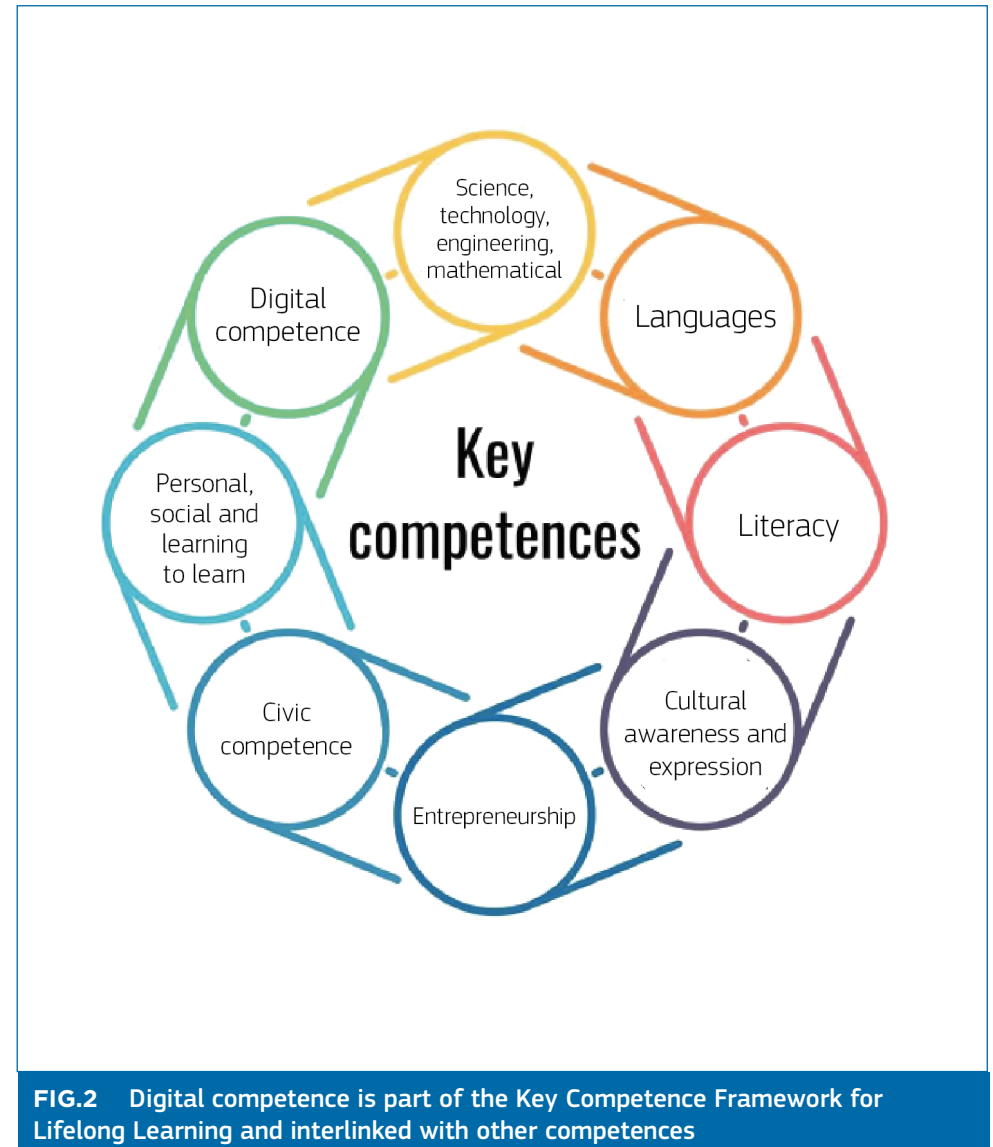 Science,
technology,
engineering,
mathematical
Digital
competence
Languages
Key
competences
Personal,
social and
learning
to learn
Literacy
Civic
competence
Cultural
awareness and
expression
Entrepreneurship
FIG.2 Digital competence is part of the Key Competence Framework for
Lifelong Learning and interlinked with other competences